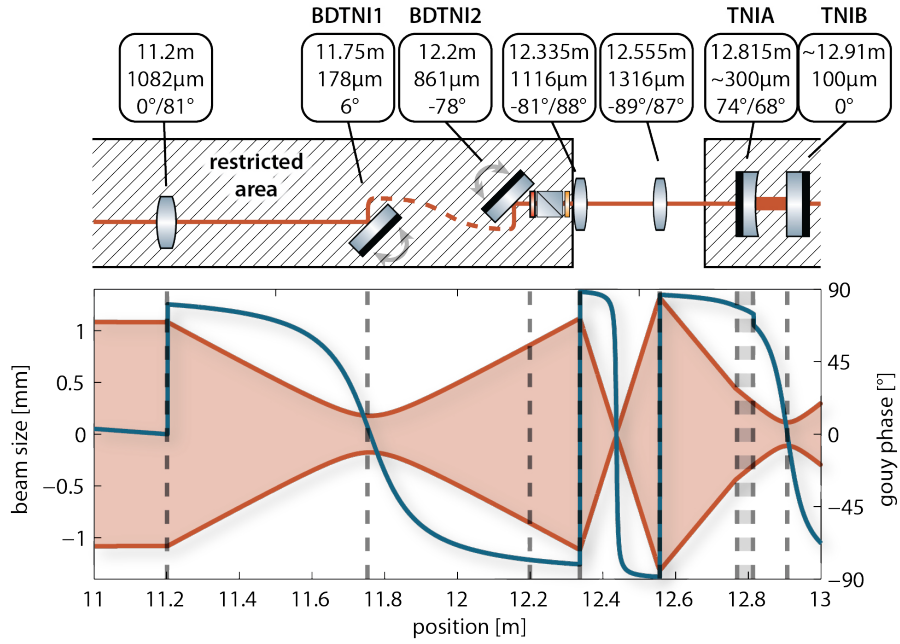 BDTNI1 BDTNI2 TNIA TNIB
11.2m 11.75m 12.2m 12.335m 12.555m 12.815m ~12.91m
1082µm 178µm 861µm 1116µm 1316µm ~300µm 100µm
0°/81° 6° -78° -81°/88° -89°/87° 74°/68° 0°
restricted
area
beam size [mm]
1
0.5
0
−0.5
−1
90
45
0
−45
−90
gouy phase [°]
11 11.2 11.4 11.6 11.8 12 12.2 12.4 12.6 12.8 13
position [m]